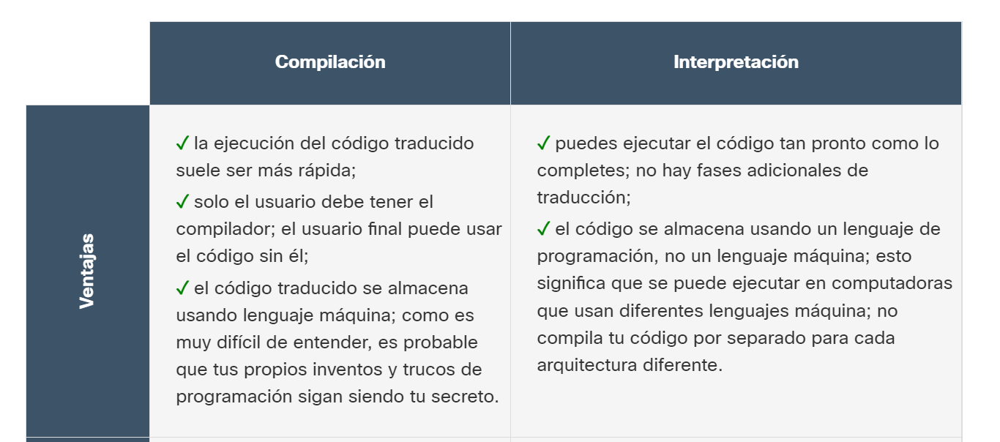 Compilación
Interpretación
Ventajas
✓ la ejecución del código traducido
suele ser más rápida;
✓ solo el usuario debe tener el
compilador; el usuario final puede usar
el código sin él;
✓ el código traducido se almacena
usando lenguaje máquina; como es
muy difícil de entender, es probable
que tus propios inventos y trucos de
programación sigan siendo tu secreto.
✓ puedes ejecutar el código tan pronto como lo
completes; no hay fases adicionales de
traducción;
✓ el código se almacena usando un lenguaje de
programación, no un lenguaje máquina; esto
significa que se puede ejecutar en computadoras
que usan diferentes lenguajes máquina; no
compila tu código por separado para cada
arquitectura diferente.